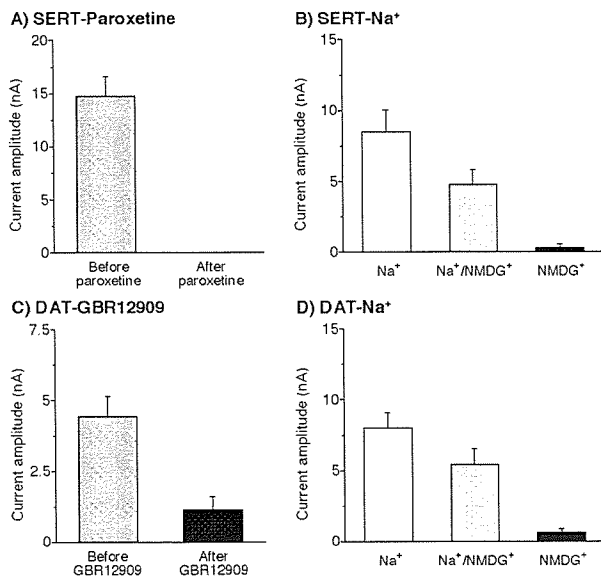 A) SERT-Paroxetine
20
15
10
5
0
Current amplitude (nA)
Before
paroxetine
After
paroxetine
B) SERT-Na⁺
15
10
5
0
Current amplitude (nA)
Na⁺
Na⁺/NMDG⁺
NMDG⁺
C) DAT-GBR12909
7.5
5
2.5
0
Current amplitude (nA)
Before
GBR12909
After
GBR12909
D) DAT-Na⁺
15
10
5
0
Current amplitude (nA)
Na⁺
Na⁺/NMDG⁺
NMDG⁺